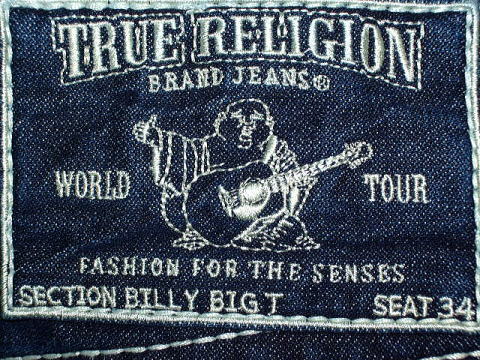 TRUE RELIGION
BRAND JEANS®
WORLD TOUR
FASHION FOR THE SENSES
SECTION BILLY BIG T SEAT 34